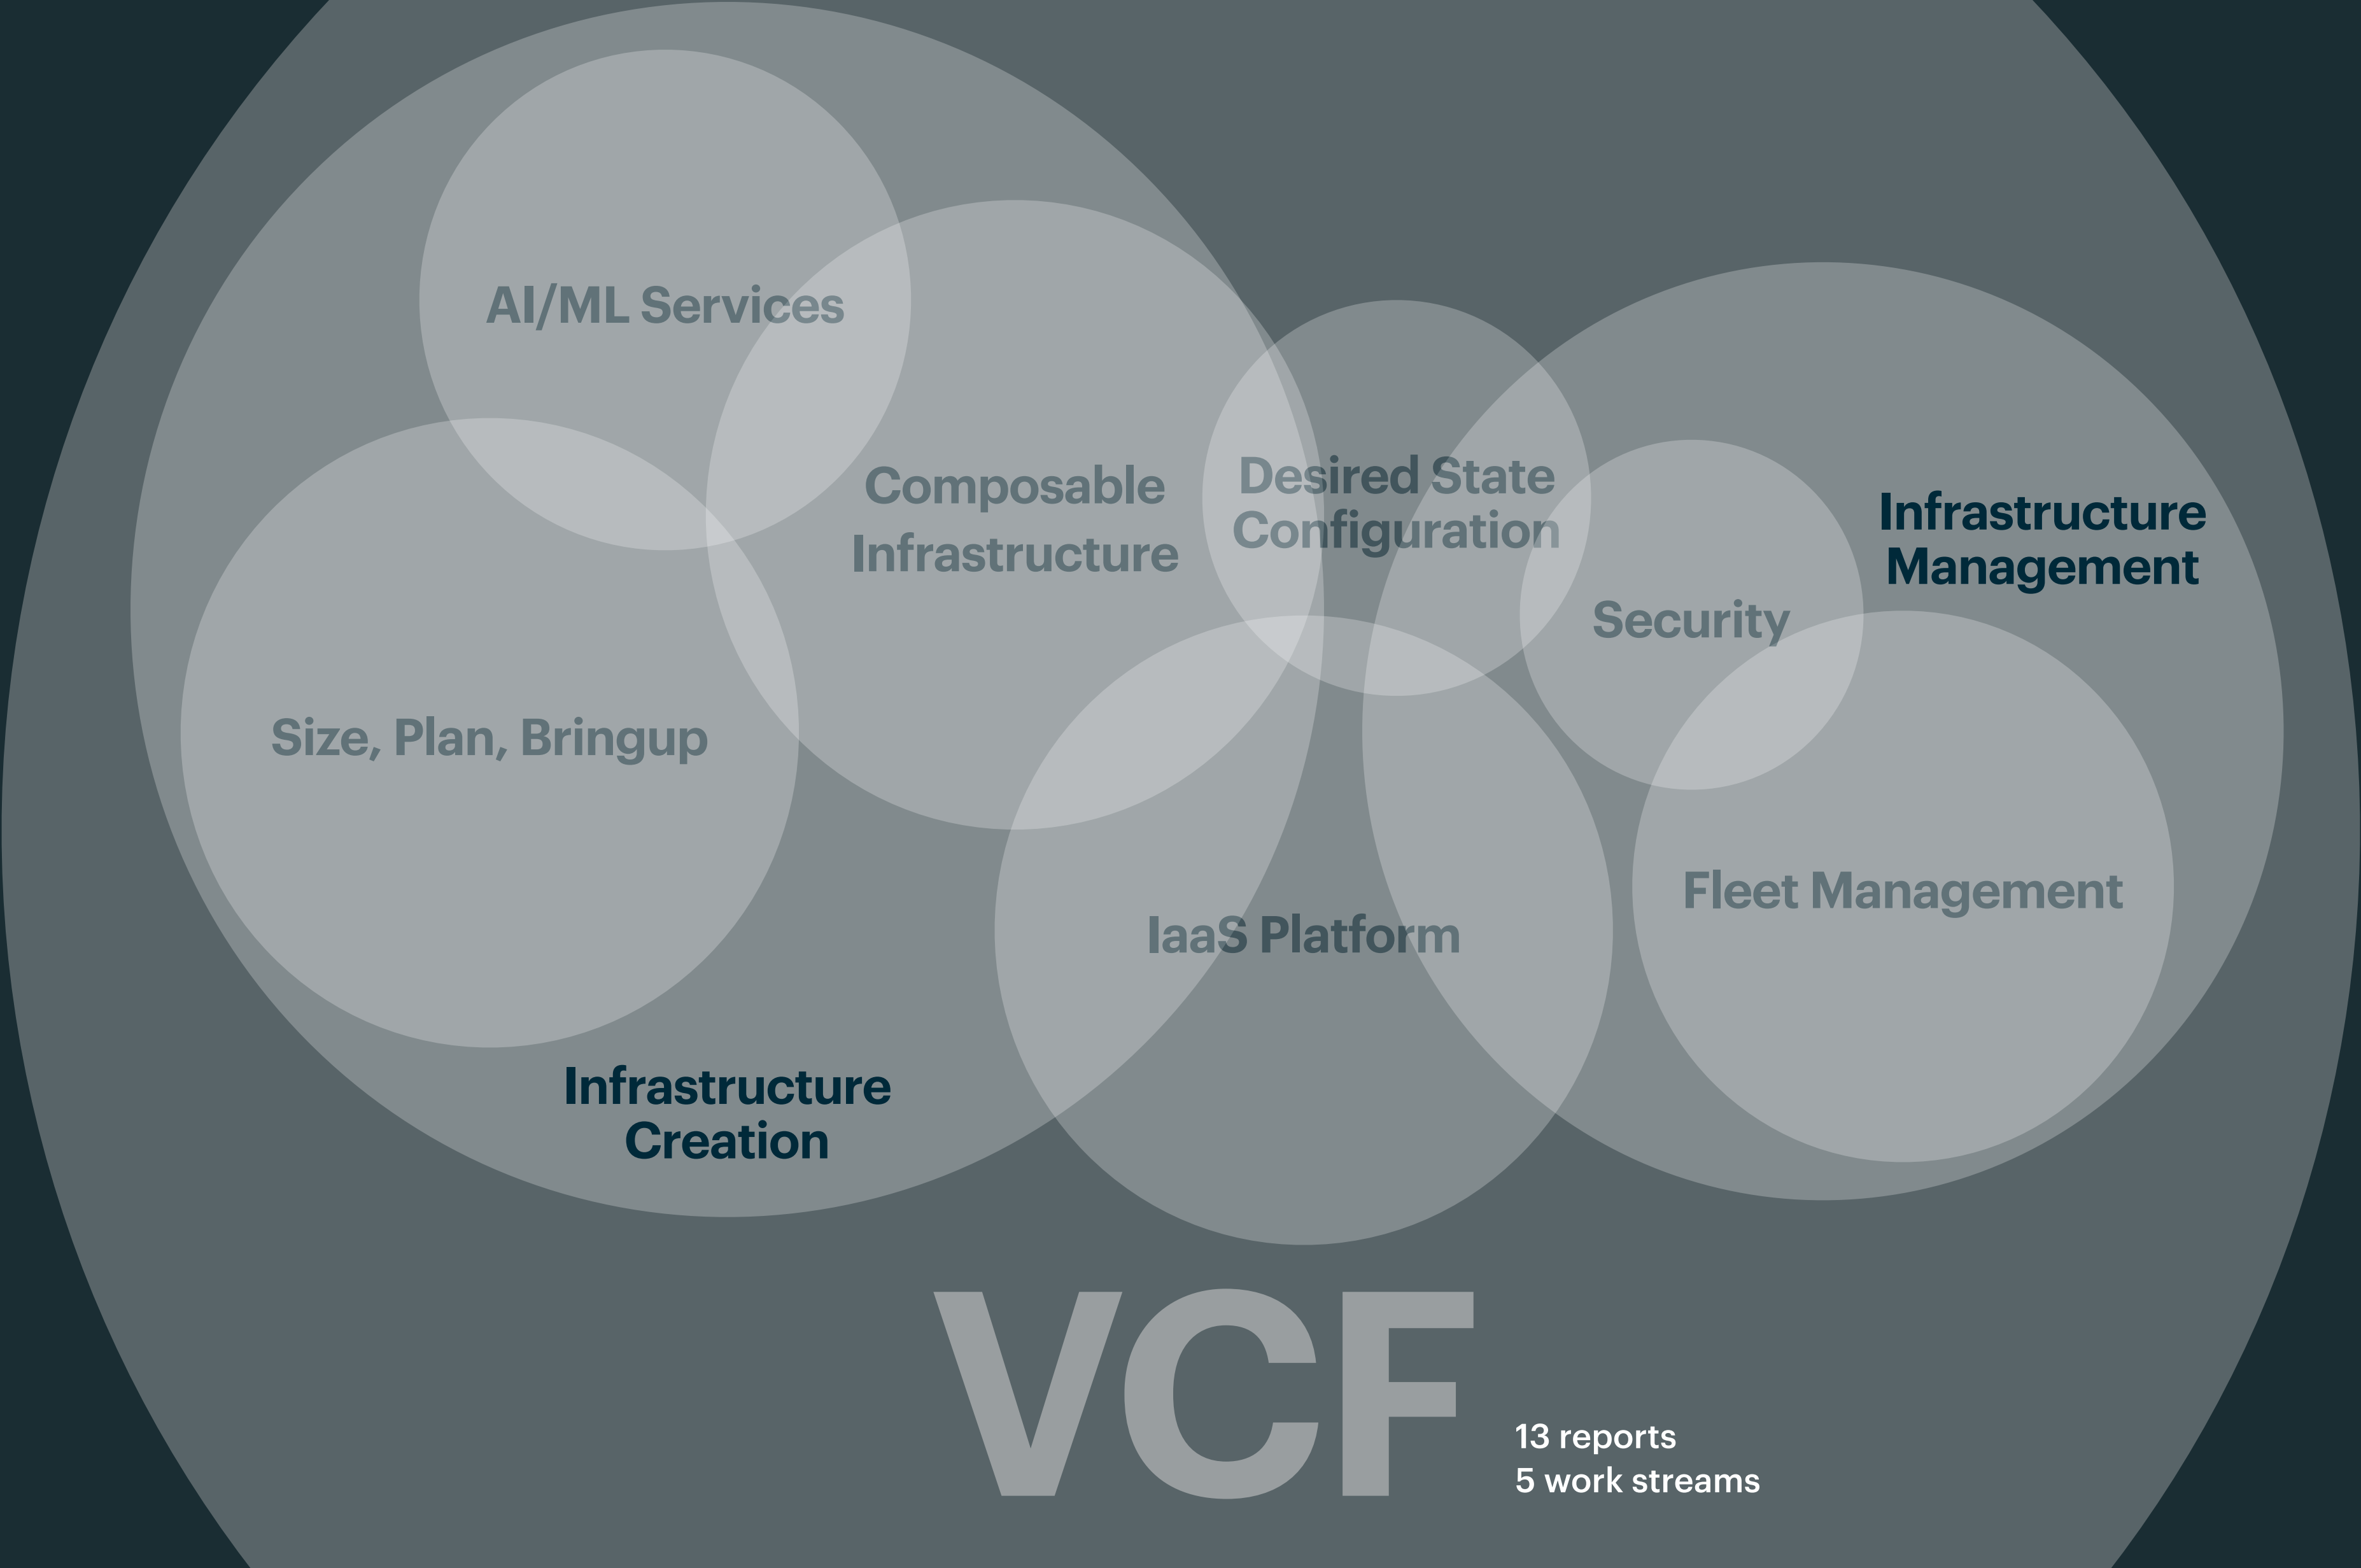 AI/ML Services
Composable
Infrastructure
Desired State
Configuration
Infrastructure
Management
Security
Size, Plan, Bringup
Fleet Management
IaaS Platform
Infrastructure
Creation
VCF
13 reports
5 work streams